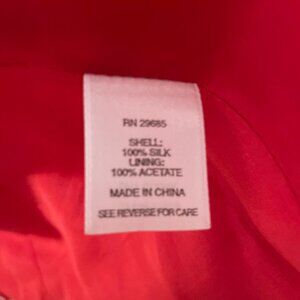 RN 29685
SHELL:
100% SILK
LINING:
100% ACETATE
MADE IN CHINA
SEE REVERSE FOR CARE